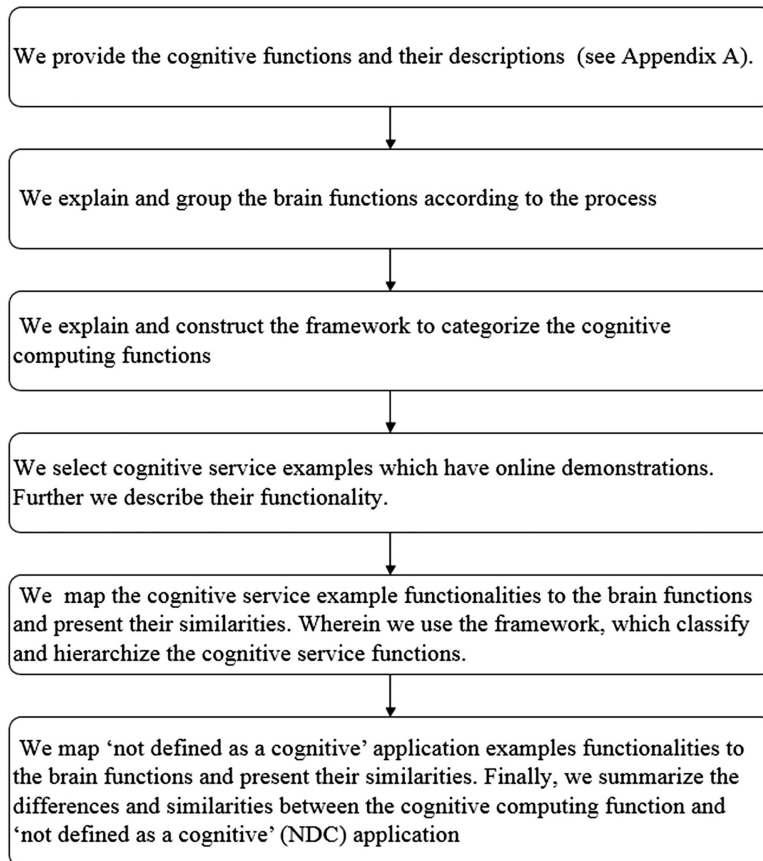 We provide the cognitive functions and their descriptions (see Appendix A).
We explain and group the brain functions according to the process
We explain and construct the framework to categorize the cognitive
computing functions
We select cognitive service examples which have online demonstrations.
Further we describe their functionality.
We map the cognitive service example functionalities to the brain functions
and present their similarities. Wherein we use the framework, which classify
and hierarchize the cognitive service functions.
We map ‘not defined as a cognitive’ application examples functionalities to
the brain functions and present their similarities. Finally, we summarize the
differences and similarities between the cognitive computing function and
‘not defined as a cognitive’ (NDC) application